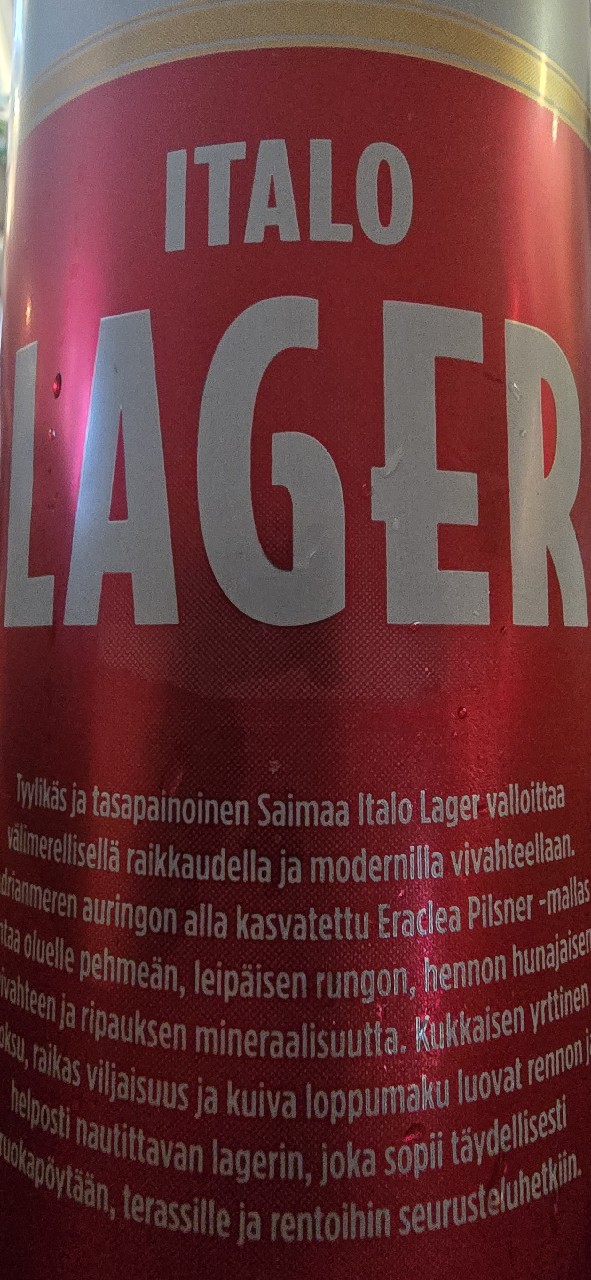 ITALO
LAGER
Tyylikäs ja tasapainoinen Saimaa Italo Lager valloittaa
välimerellisellä raikkaudella ja modernilla vivahteellaan.
auringon alla kasvatettu Eraclea Pilsner -mallas
oluelle pehmeän, leipäisen rungon, hennon hunajaisen
ja ripauksen mineraalisuutta. Kukkaisen yrttinen
raikas viljaisuus ja kuiva loppumaku luovat rennon
helposti nautittavan lagerin, joka sopii täydellisesti
ruokapöytään, terassille ja rentoihin seurusteluhetkiin.